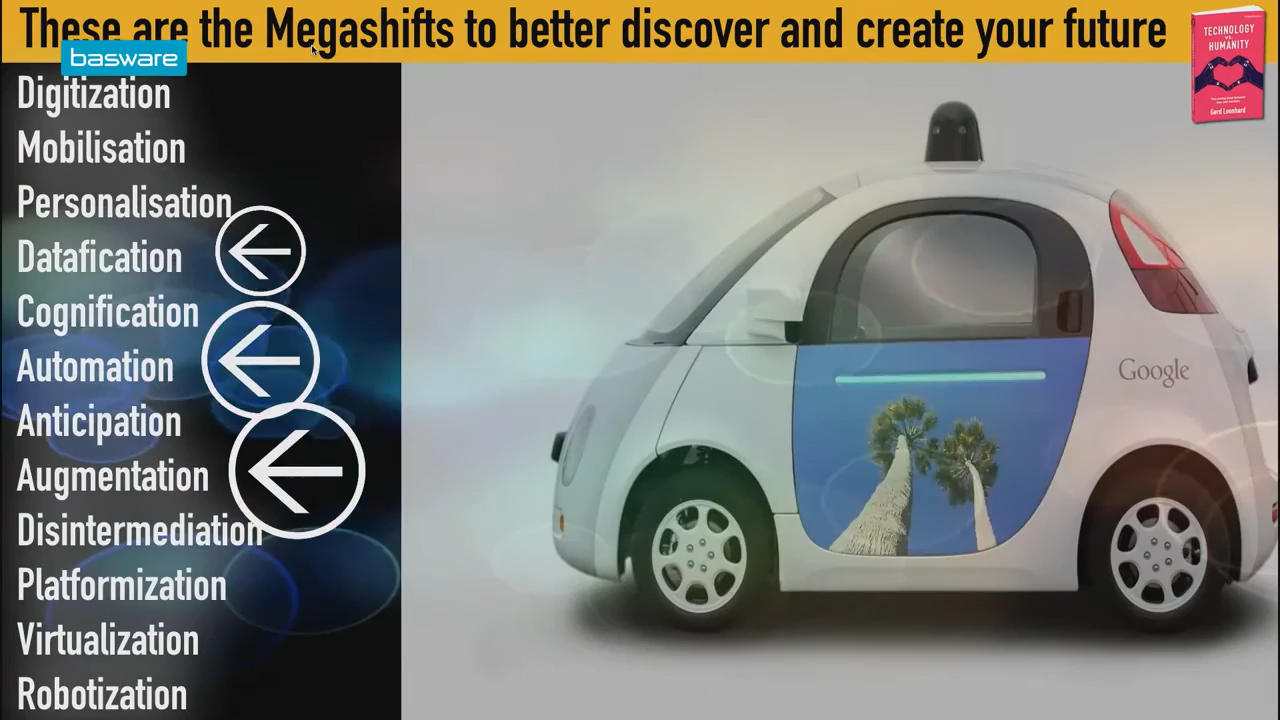 These are the Megashifts to better discover and create your future
basware
TECHNOLOGY
VS.
HUMANITY
Gerd Leonhard
Digitization
Mobilisation
Personalisation
Datafication
Cognification
Automation
Anticipation
Augmentation
Disintermediation
Platformization
Virtualization
Robotization
Google